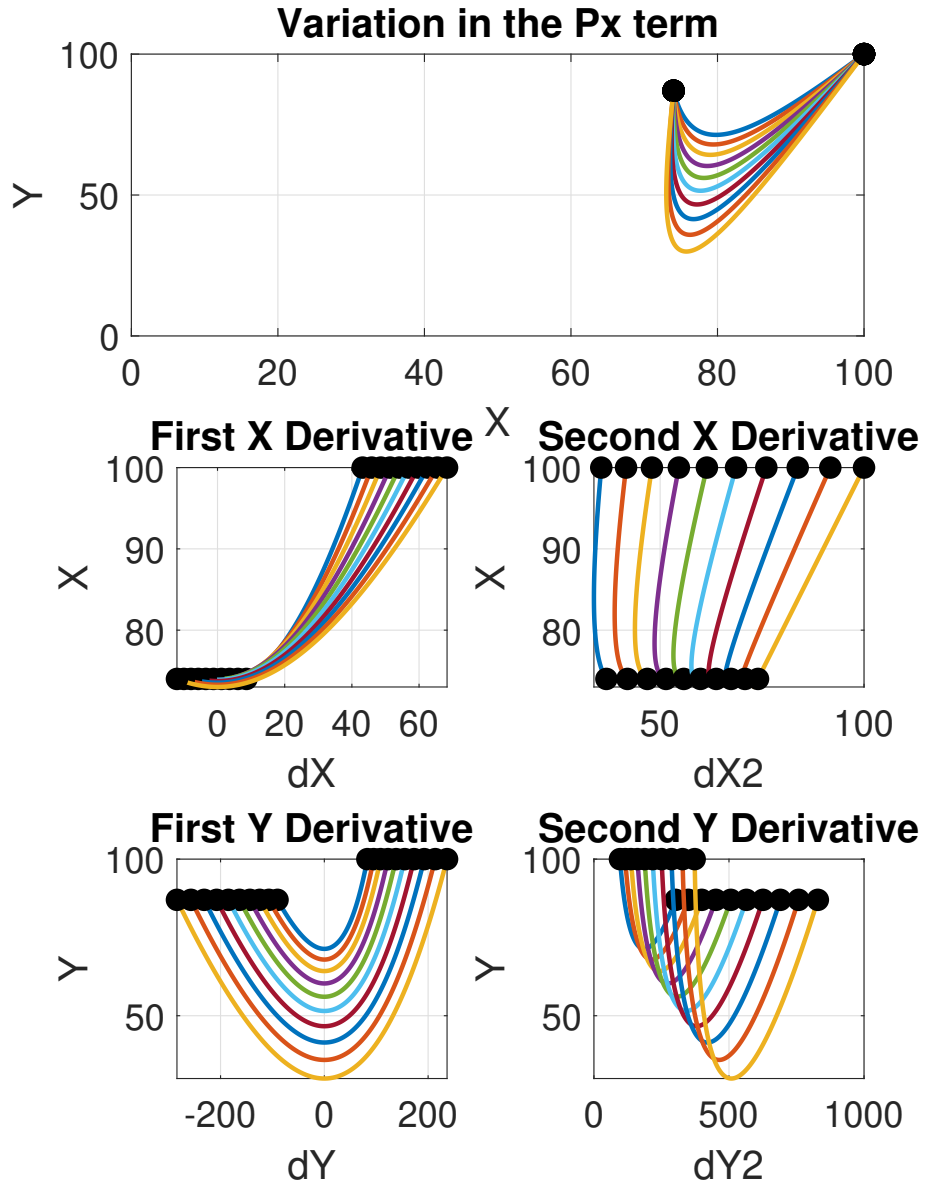 Variation in the Px term
100
50
0
Y
0 20 40 60 80 100
X
First X Derivative
100
90
80
X
0 20 40 60
dX
Second X Derivative
100
90
80
X
50 100
dX2
First Y Derivative
100
50
Y
-200 0 200
dY
Second Y Derivative
100
50
Y
0 500 1000
dY2